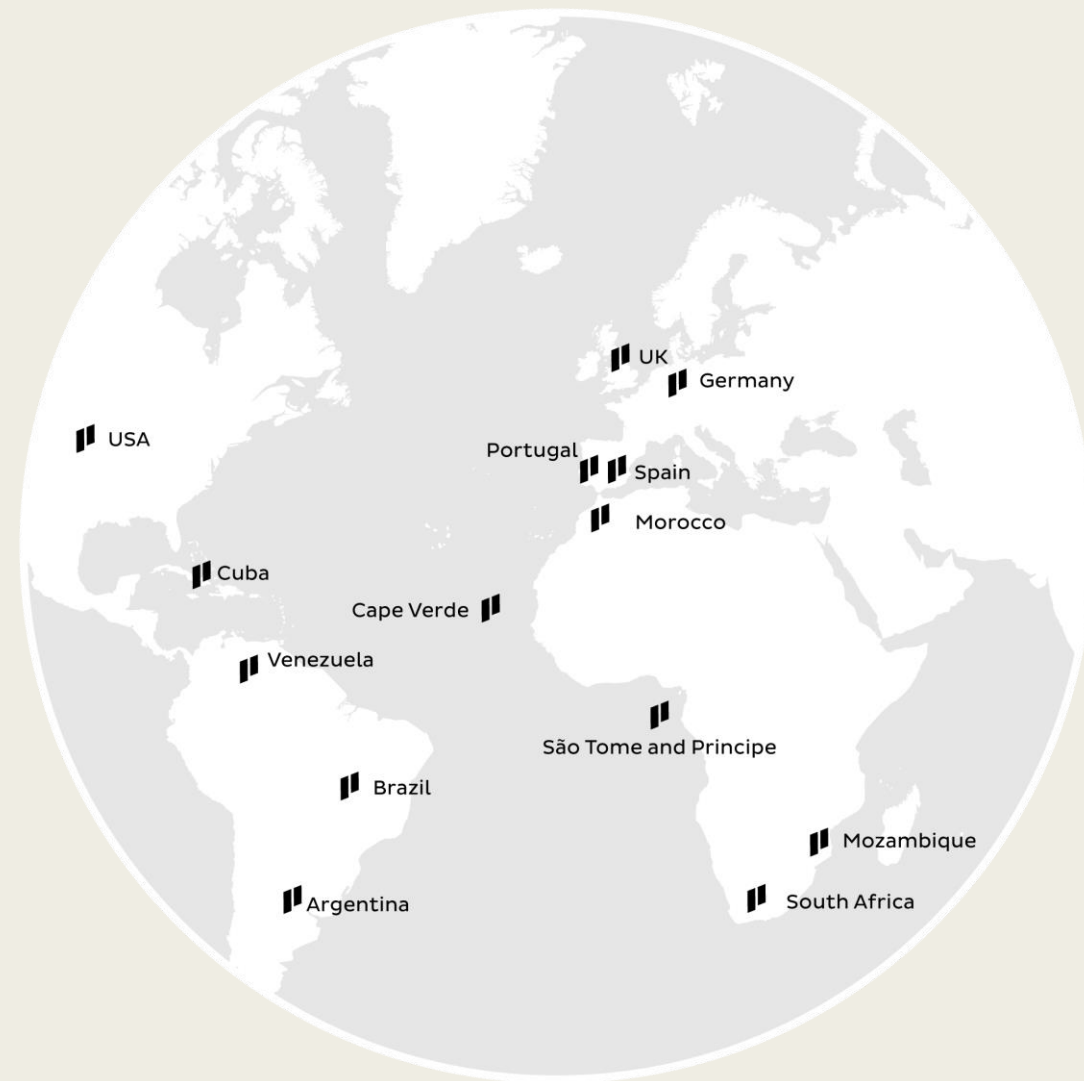 UK
Germany
USA
Portugal
Spain
Morocco
Cuba
Cape Verde
Venezuela
São Tome and Principe
Brazil
Mozambique
South Africa
Argentina